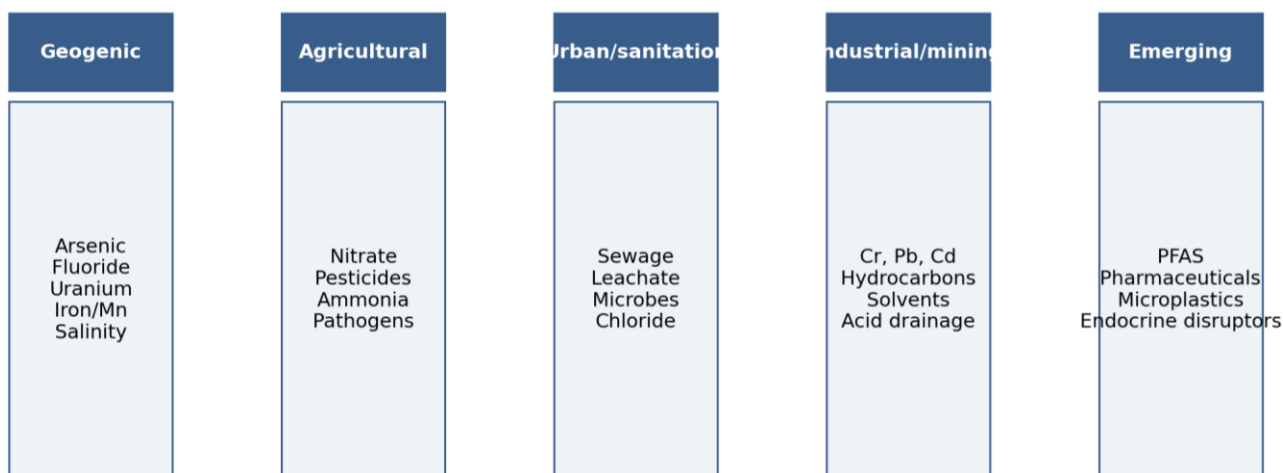 Geogenic
Arsenic
Fluoride
Uranium
Iron/Mn
Salinity
Agricultural
Nitrate
Pesticides
Ammonia
Pathogens
Urban/sanitation
Sewage
Leachate
Microbes
Chloride
Industrial/mining
Cr, Pb, Cd
Hydrocarbons
Solvents
Acid drainage
Emerging
PFAS
Pharmaceuticals
Microplastics
Endocrine disruptors